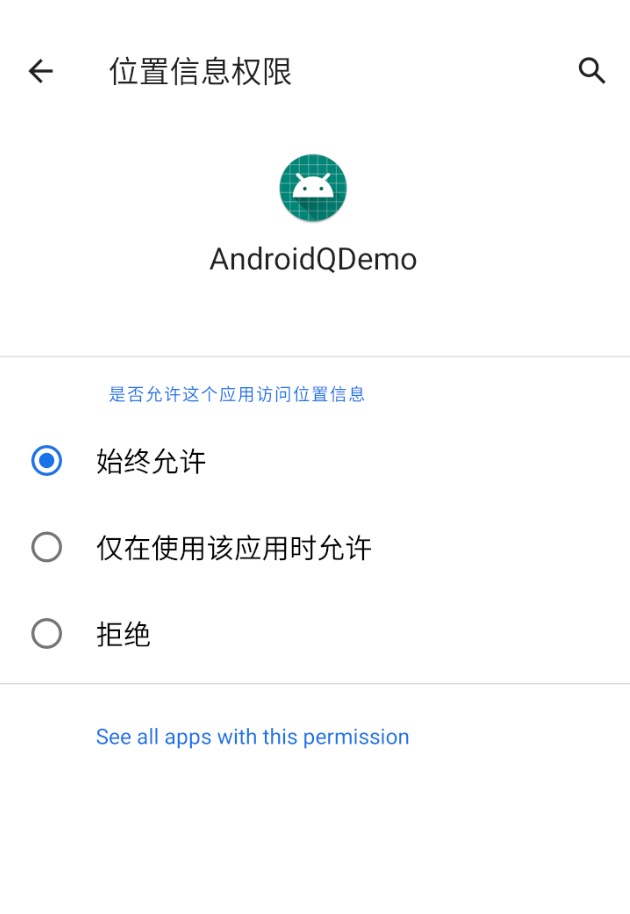 位置信息权限
AndroidQDemo
是否允许这个应用访问位置信息
始终允许
仅在使用该应用时允许
拒绝
See all apps with this permission